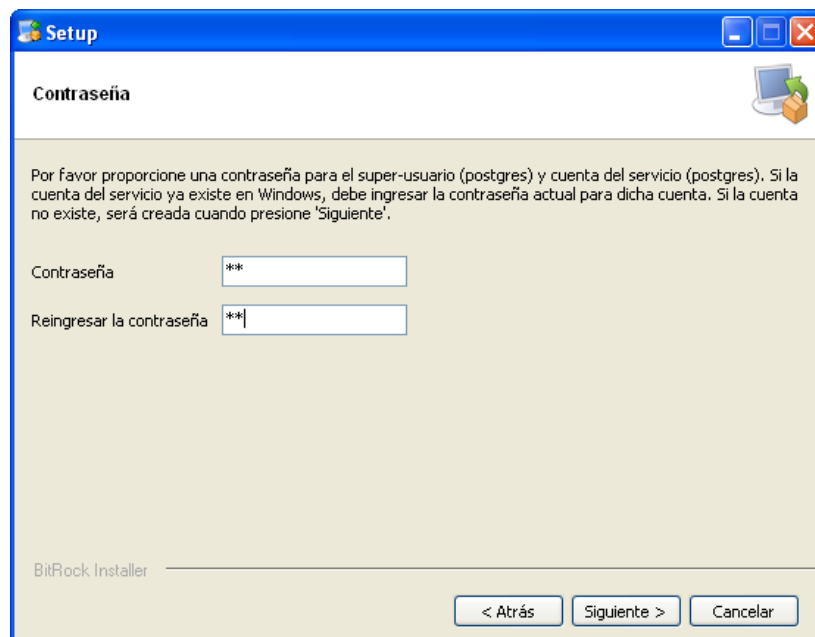 Setup
Contraseña
Por favor proporcione una contraseña para el super-usuario (postgres) y cuenta del servicio (postgres). Si la
cuenta del servicio ya existe en Windows, debe ingresar la contraseña actual para dicha cuenta. Si la cuenta
no existe, será creada cuando presione 'Siguiente'.
Contraseña **
Reingresar la contraseña **
BitRock Installer
< Atrás Siguiente > Cancelar